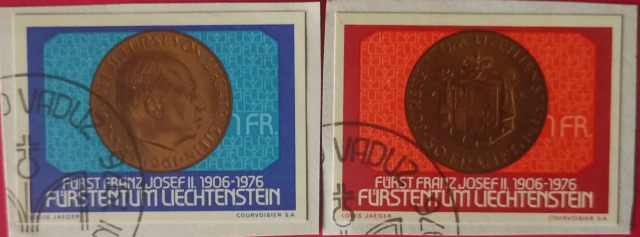 1 FR.
FÜRST FRANZ JOSEF II. 1906-1976
FÜRSTENTUM LIECHTENSTEIN
LOUIS JAEGER COURVOISIER S.A.
VADUZ
1 FR.
FÜRST FRANZ JOSEF II. 1906-1976
FÜRSTENTUM LIECHTENSTEIN
LOUIS JAEGER COURVOISIER S.A.
VADUZ